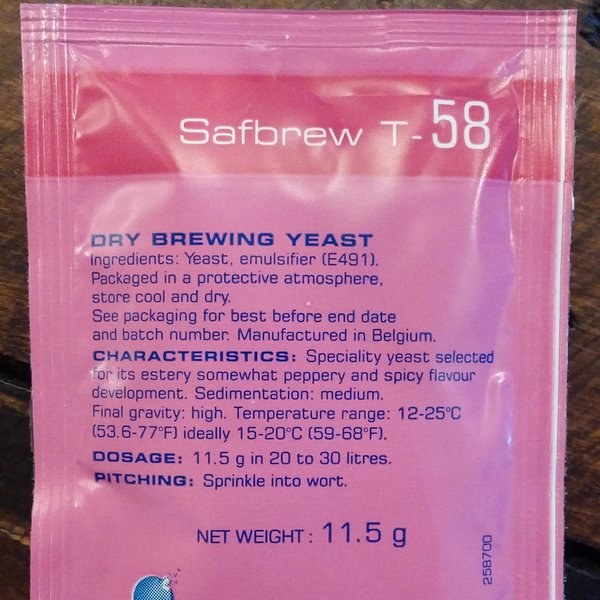 Safbrew T-58
DRY BREWING YEAST
Ingredients: Yeast, emulsifier (E491).
Packaged in a protective atmosphere,
store cool and dry.
See packaging for best before end date
and batch number. Manufactured in Belgium.
CHARACTERISTICS: Speciality yeast selected
for its estery somewhat peppery and spicy flavour
development. Sedimentation: medium.
Final gravity: high. Temperature range: 12-25°C
(53.6-77°F) ideally 15-20°C (59-68°F).
DOSAGE: 11.5 g in 20 to 30 litres.
PITCHING: Sprinkle into wort.
NET WEIGHT: 11.5 g
258700